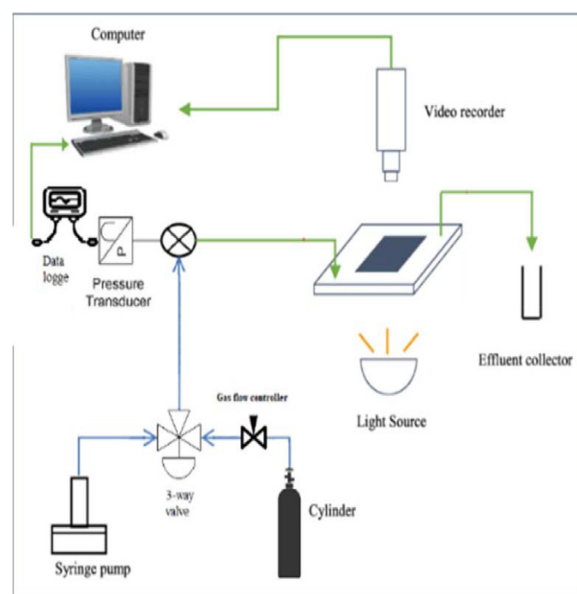 Computer
Video recorder
Data
logge
P
Pressure
Transducer
Effluent collector
Gas flow controller
Light Source
3-way
valve
Cylinder
Syringe pump